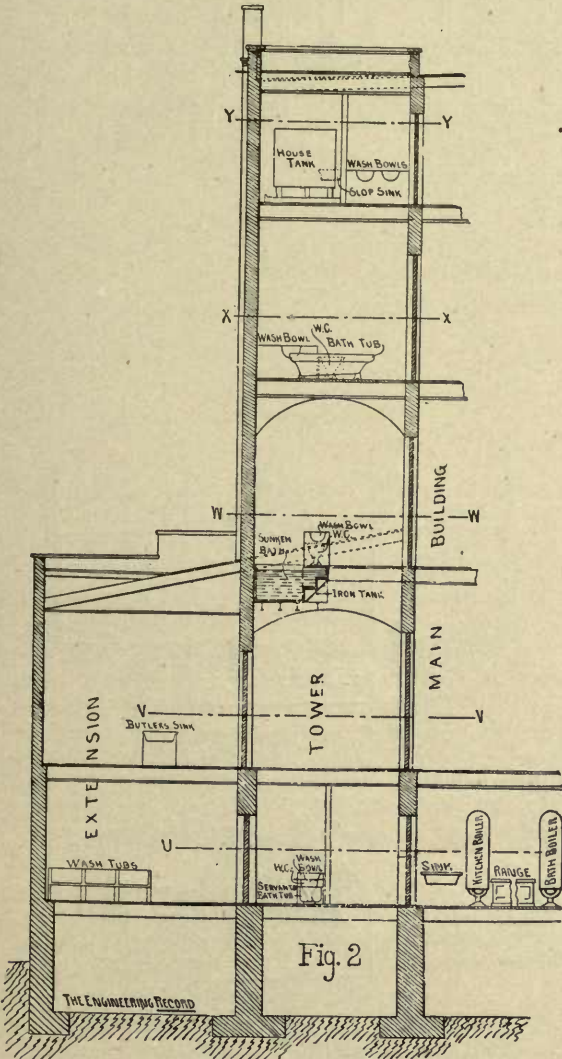 Y Y
HOUSE
TANK
WASH BOWLS
SLOP SINK
X X
WASH BOWL
W.C.
BATH TUB
W W
WASH BOWL
W.C.
SUNKEN
BATH
IRON TANK
MAIN BUILDING
TOWER
EXTENSION
V V
BUTLERS SINK
U
WASH TUBS
WASH
BOWL
W.C.
SERVANTS
BATH TUB
SINK
KITCHEN BOILER
RANGE
BATH BOILER
Fig. 2
THE ENGINEERING RECORD